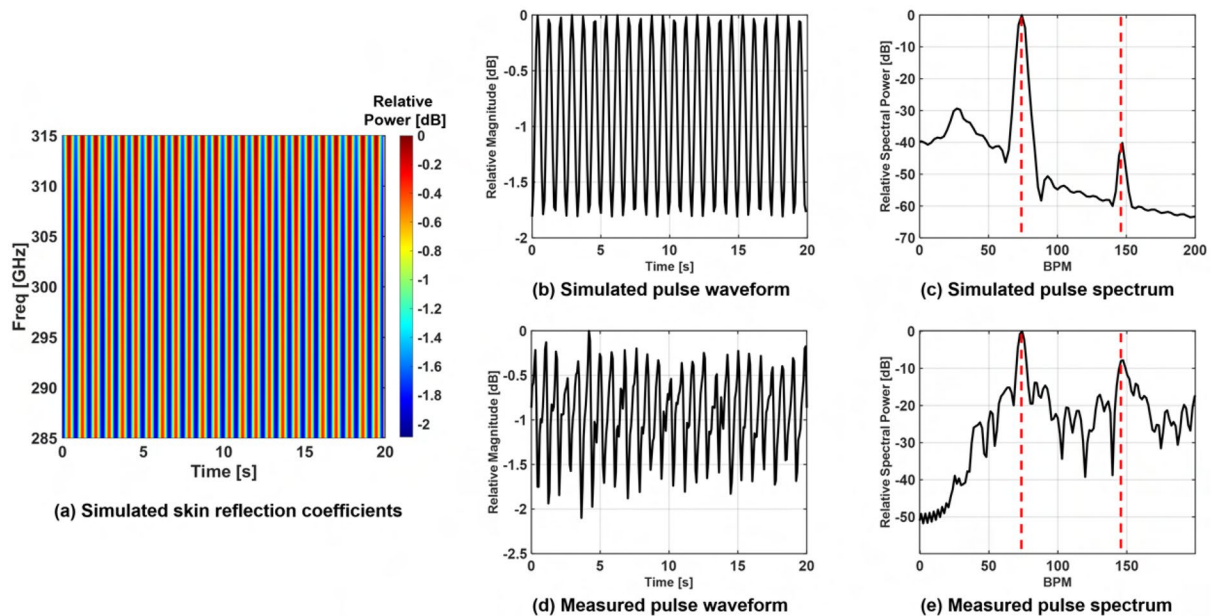 Relative
Power [dB]
315
310
305
300
295
290
285
Freq [GHz]
0
-0.2
-0.4
-0.6
-0.8
-1
-1.2
-1.4
-1.6
-1.8
-2
0 5 10 15 20
Time [s]
(a) Simulated skin reflection coefficients
0
-0.5
-1
-1.5
-2
Relative Magnitude [dB]
0 5 10 15 20
Time [s]
(b) Simulated pulse waveform
0
-10
-20
-30
-40
-50
-60
-70
Relative Spectral Power [dB]
0 50 100 150 200
BPM
(c) Simulated pulse spectrum
0
-0.5
-1
-1.5
-2
-2.5
Relative Magnitude [dB]
0 5 10 15 20
Time [s]
(d) Measured pulse waveform
0
-10
-20
-30
-40
-50
Relative Spectral Power [dB]
0 50 100 150
BPM
(e) Measured pulse spectrum